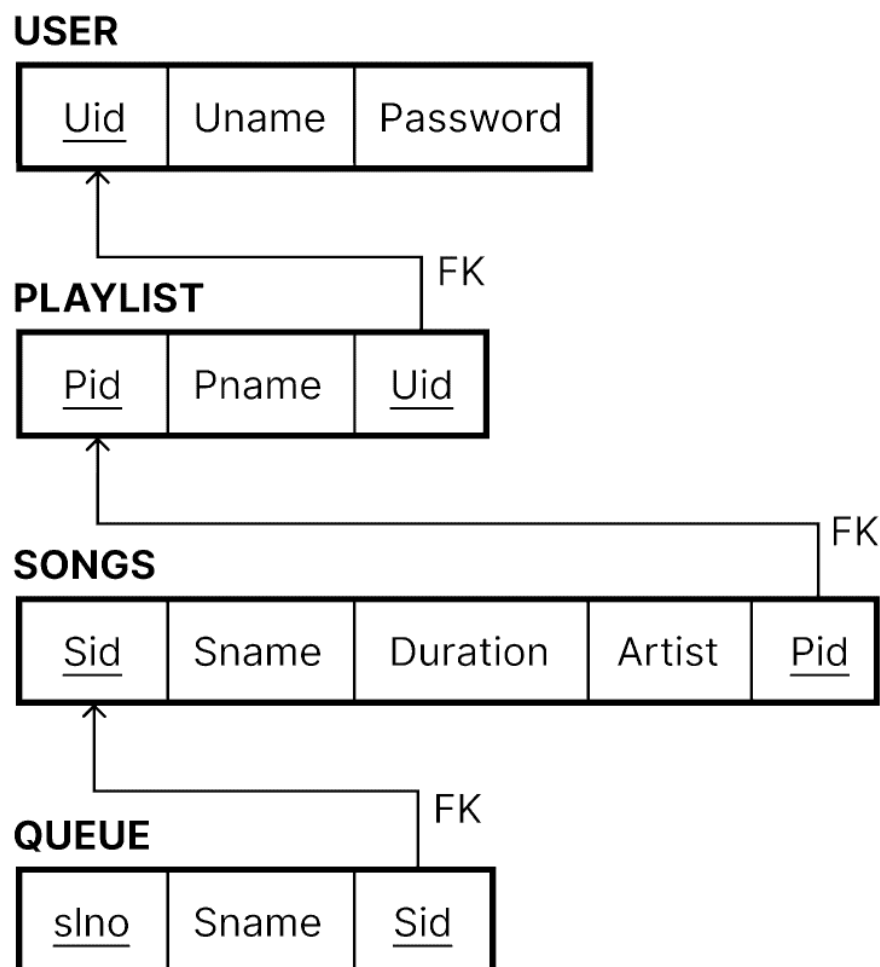 USER
Uid Uname Password
FK
PLAYLIST
Pid Pname Uid
FK
SONGS
Sid Sname Duration Artist Pid
FK
QUEUE
slno Sname Sid